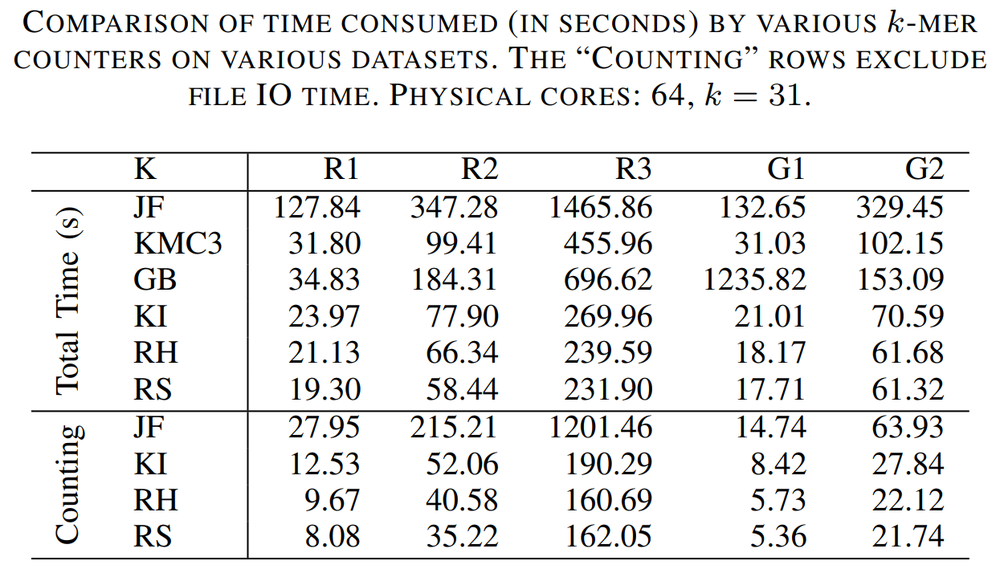 COMPARISON OF TIME CONSUMED (IN SECONDS) BY VARIOUS k-MER
COUNTERS ON VARIOUS DATASETS. THE “COUNTING” ROWS EXCLUDE
FILE IO TIME. PHYSICAL CORES: 64, k = 31.
K R1 R2 R3 G1 G2
Total Time (s)
JF 127.84 347.28 1465.86 132.65 329.45
KMC3 31.80 99.41 455.96 31.03 102.15
GB 34.83 184.31 696.62 1235.82 153.09
KI 23.97 77.90 269.96 21.01 70.59
RH 21.13 66.34 239.59 18.17 61.68
RS 19.30 58.44 231.90 17.71 61.32
Counting
JF 27.95 215.21 1201.46 14.74 63.93
KI 12.53 52.06 190.29 8.42 27.84
RH 9.67 40.58 160.69 5.73 22.12
RS 8.08 35.22 162.05 5.36 21.74